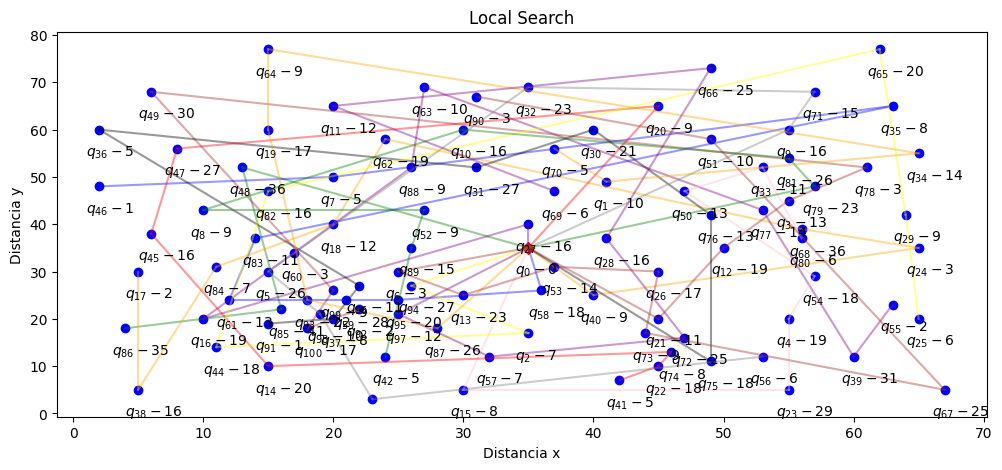 Local Search
Distancia y
80
70
60
50
40
30
20
10
0
q64 − 9
q65 − 20
q66 − 25
q49 − 30
q63 − 10
q32 − 23
q71 − 15
q90 − 3
q11 − 12
q20 − 9
q35 − 8
q36 − 5
q19 − 17
q10 − 16
q30 − 21
q9 − 16
q47 − 27
q62 − 19
q70 − 5
q51 − 10
q34 − 14
q48 − 36
q88 − 9
q31 − 27
q33 − 11
q81 − 26
q78 − 3
q46 − 1
q82 − 16
q7 − 5
q69 − 6
q1 − 10
q50 − 13
q3 − 13
q79 − 23
q8 − 9
q52 − 9
q27 − 16
q76 − 13
q29 − 9
q45 − 16
q83 − 11
q18 − 12
q28 − 16
q68 − 36
q80 − 6
q17 − 2
q84 − 7
q5 − 26
q60 − 3
q6 − 3
q89 − 15
q0 − 0
q53 − 14
q26 − 17
q12 − 19
q24 − 3
q61 − 13
q94 − 27
q58 − 18
q40 − 9
q54 − 18
q86 − 35
q16 − 19
q91 − 1
q95 − 20
q97 − 12
q13 − 23
q21 − 11
q4 − 19
q55 − 2
q25 − 6
q44 − 18
q100 − 17
q87 − 26
q2 − 7
q72 − 25
q38 − 16
q14 − 20
q42 − 5
q57 − 7
q74 − 8
q22 − 18
q75 − 18
q56 − 6
q39 − 31
q15 − 8
q41 − 5
q23 − 29
q67 − 25
0 10 20 30 40 50 60 70
Distancia x